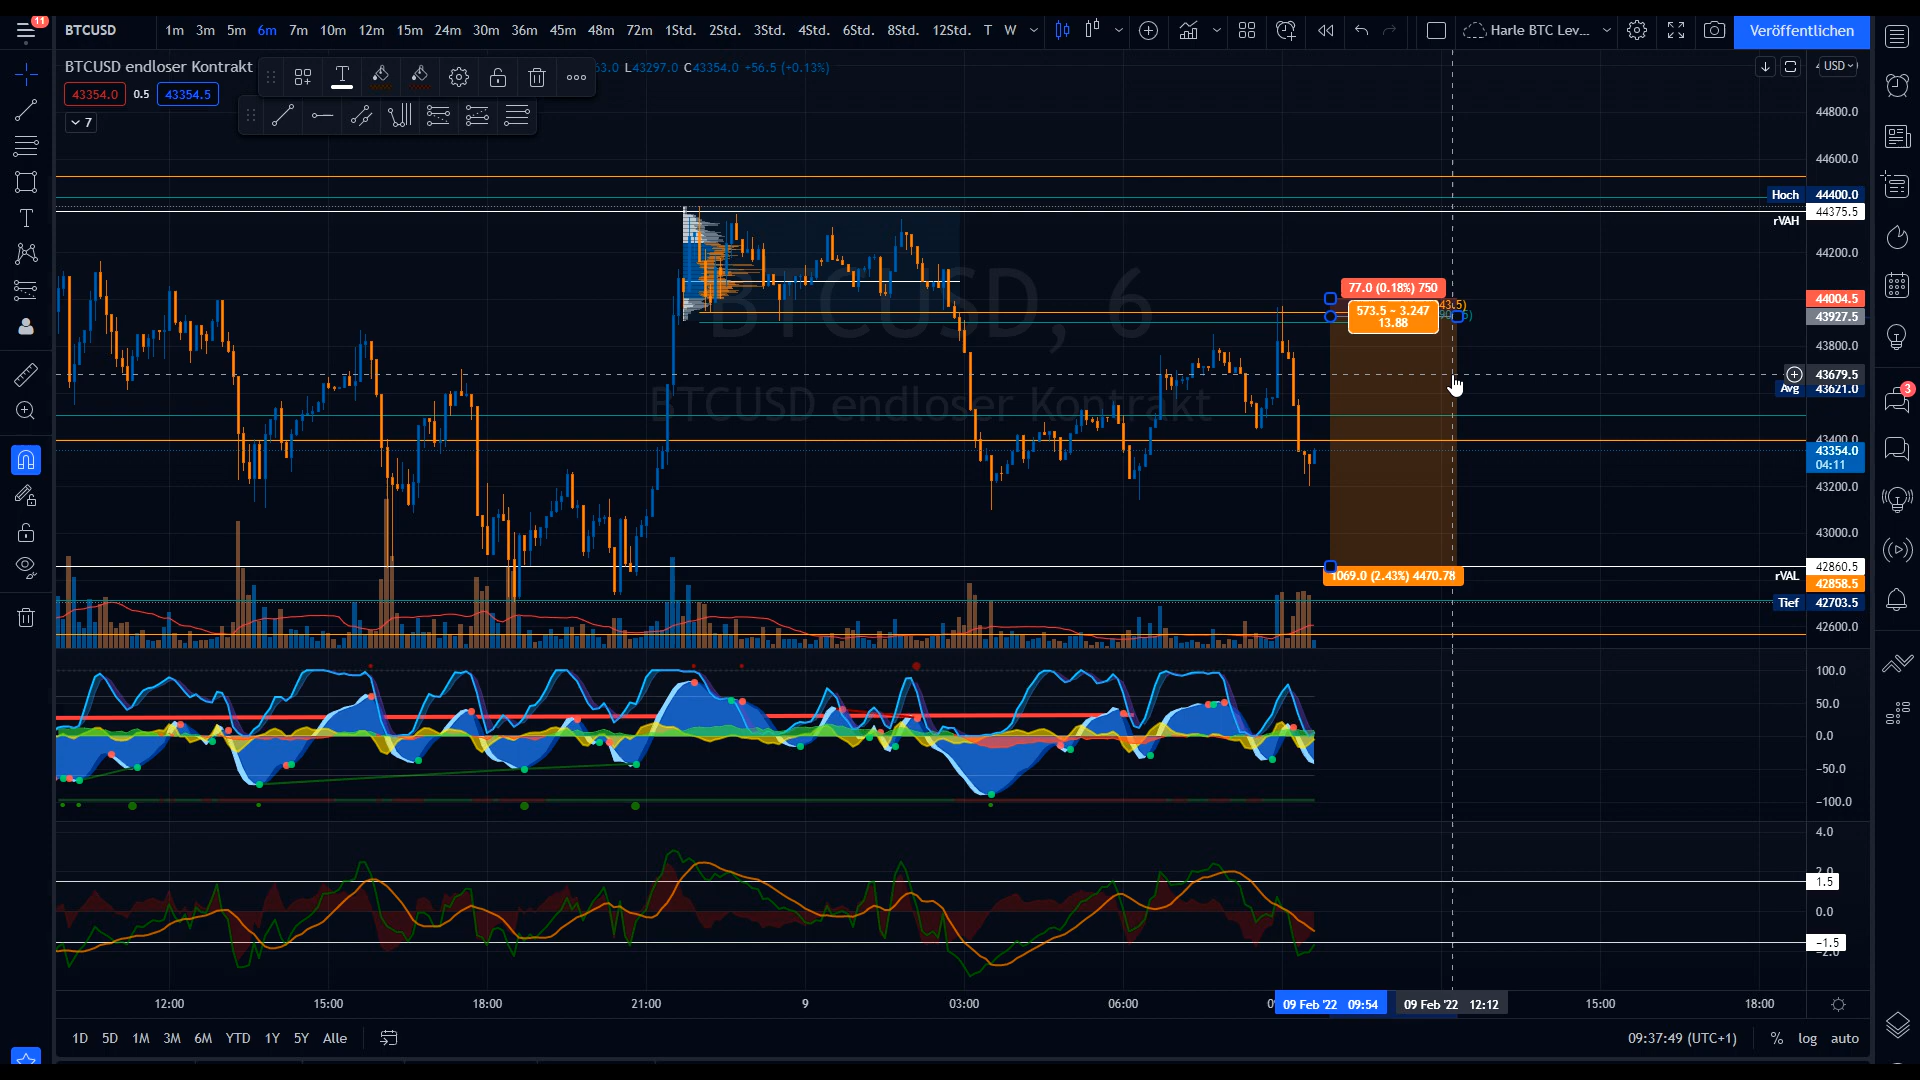 11
BTCUSD
1m 3m 5m 6m 7m 10m 12m 15m 24m 30m 36m 45m 48m 72m 1Std. 2Std. 3Std. 4Std. 6Std. 8Std. 12Std. T W
Harle BTC Lev...
Veröffentlichen
BTCUSD endloser Kontrakt
L43297.0 C43354.0 +56.5 (+0.13%)
USD
43354.0 0.5 43354.5
7
44800.0
44600.0
Hoch 44400.0
44375.5
rVAH
44200.0
BTCUSD, 6
BTCUSD endloser Kontrakt
77.0 (0.18%) 750
44004.5
573.5 ~ 3.247
13.88
43927.5
43800.0
43679.5
Avg 43621.0
43400.0
43354.0
04:11
43200.0
43000.0
42860.5
1069.0 (2.43%) 4470.78
rVAL
42858.5
Tief 42703.5
42600.0
100.0
50.0
0.0
−50.0
−100.0
4.0
1.5
0.0
−1.5
3
12:00 15:00 18:00 21:00 9 03:00 06:00 09 Feb '22 09:54 09 Feb '22 12:12 15:00 18:00
1D 5D 1M 3M 6M YTD 1Y 5Y Alle
09:37:49 (UTC+1) % log auto